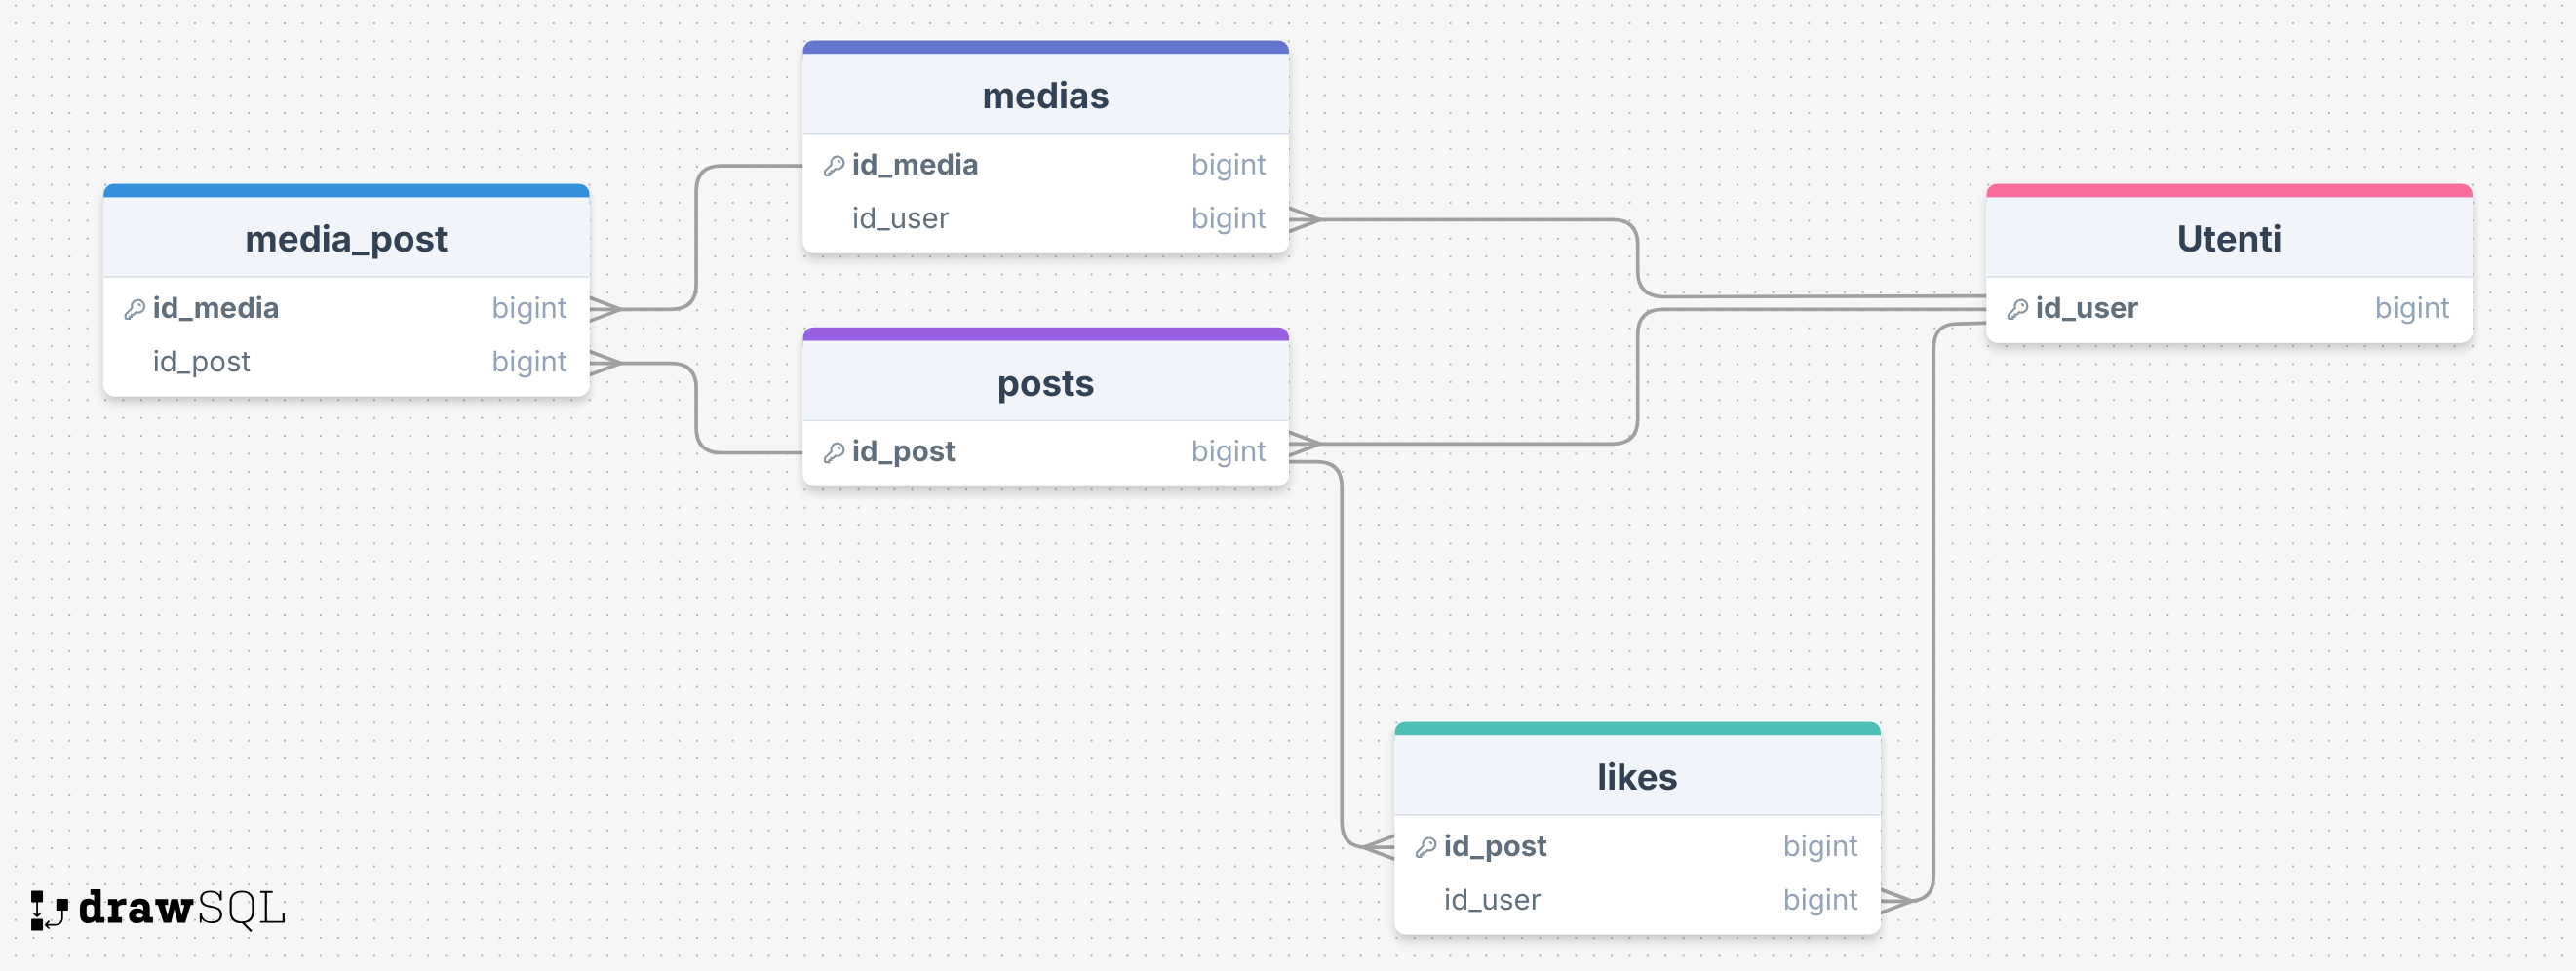 media_post
id_media bigint
id_post bigint
medias
id_media bigint
id_user bigint
posts
id_post bigint
Utenti
id_user bigint
likes
id_post bigint
id_user bigint
drawSQL